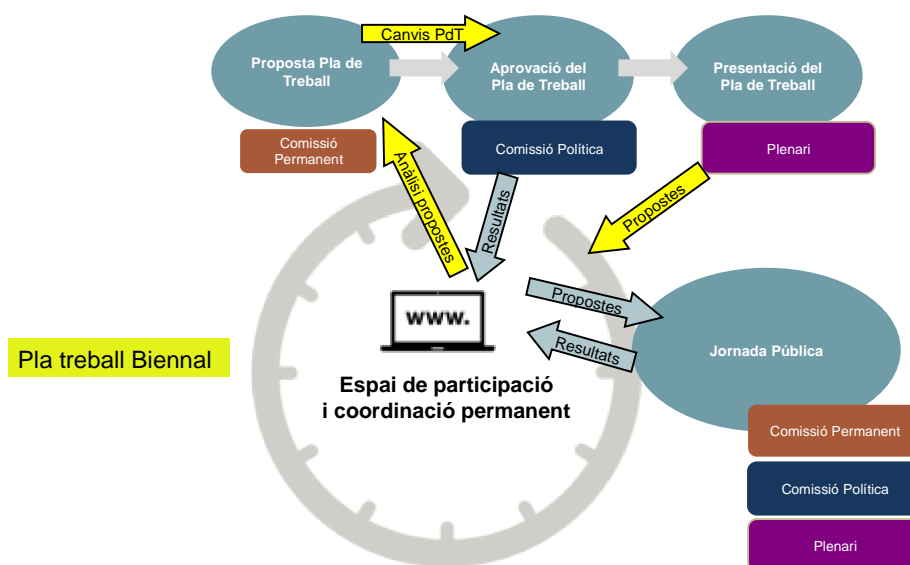 Canvis PdT
Proposta Pla de
Treball
Aprovació del
Pla de Treball
Presentació del
Pla de Treball
Comissió
Permanent
Comissió Política
Plenari
Anàlisi propostes
Resultats
Propostes
Propostes
Resultats
www.
Jornada Pública
Pla treball Biennal
Espai de participació
i coordinació permanent
Comissió Permanent
Comissió Política
Plenari